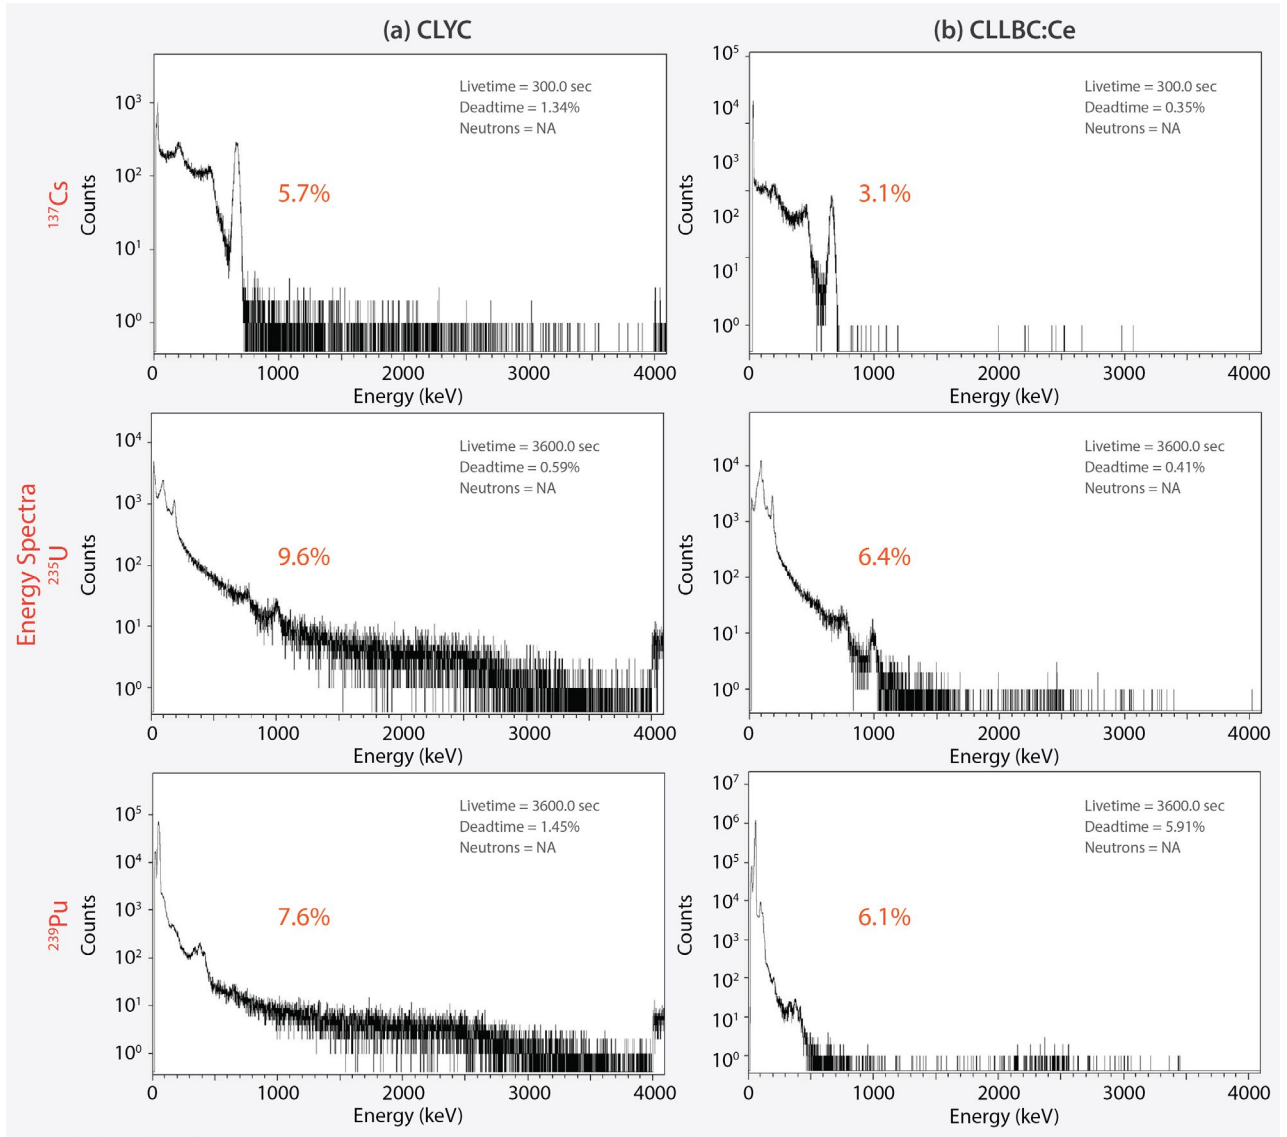 (a) CLYC
(b) CLLBC:Ce
Energy Spectra
¹³⁷Cs
Counts
10³
10²
10¹
10⁰
Livetime = 300.0 sec
Deadtime = 1.34%
Neutrons = NA
5.7%
0 1000 2000 3000 4000
Energy (keV)
Counts
10⁵
10⁴
10³
10²
10¹
10⁰
Livetime = 300.0 sec
Deadtime = 0.35%
Neutrons = NA
3.1%
0 1000 2000 3000 4000
Energy (keV)
²³⁵U
Counts
10⁴
10³
10²
10¹
10⁰
Livetime = 3600.0 sec
Deadtime = 0.59%
Neutrons = NA
9.6%
0 1000 2000 3000 4000
Energy (keV)
Counts
10⁴
10³
10²
10¹
10⁰
Livetime = 3600.0 sec
Deadtime = 0.41%
Neutrons = NA
6.4%
0 1000 2000 3000 4000
Energy (keV)
²³⁹Pu
Counts
10⁵
10⁴
10³
10²
10¹
10⁰
Livetime = 3600.0 sec
Deadtime = 1.45%
Neutrons = NA
7.6%
0 1000 2000 3000 4000
Energy (keV)
Counts
10⁷
10⁶
10⁵
10⁴
10³
10²
10¹
10⁰
Livetime = 3600.0 sec
Deadtime = 5.91%
Neutrons = NA
6.1%
0 1000 2000 3000 4000
Energy (keV)